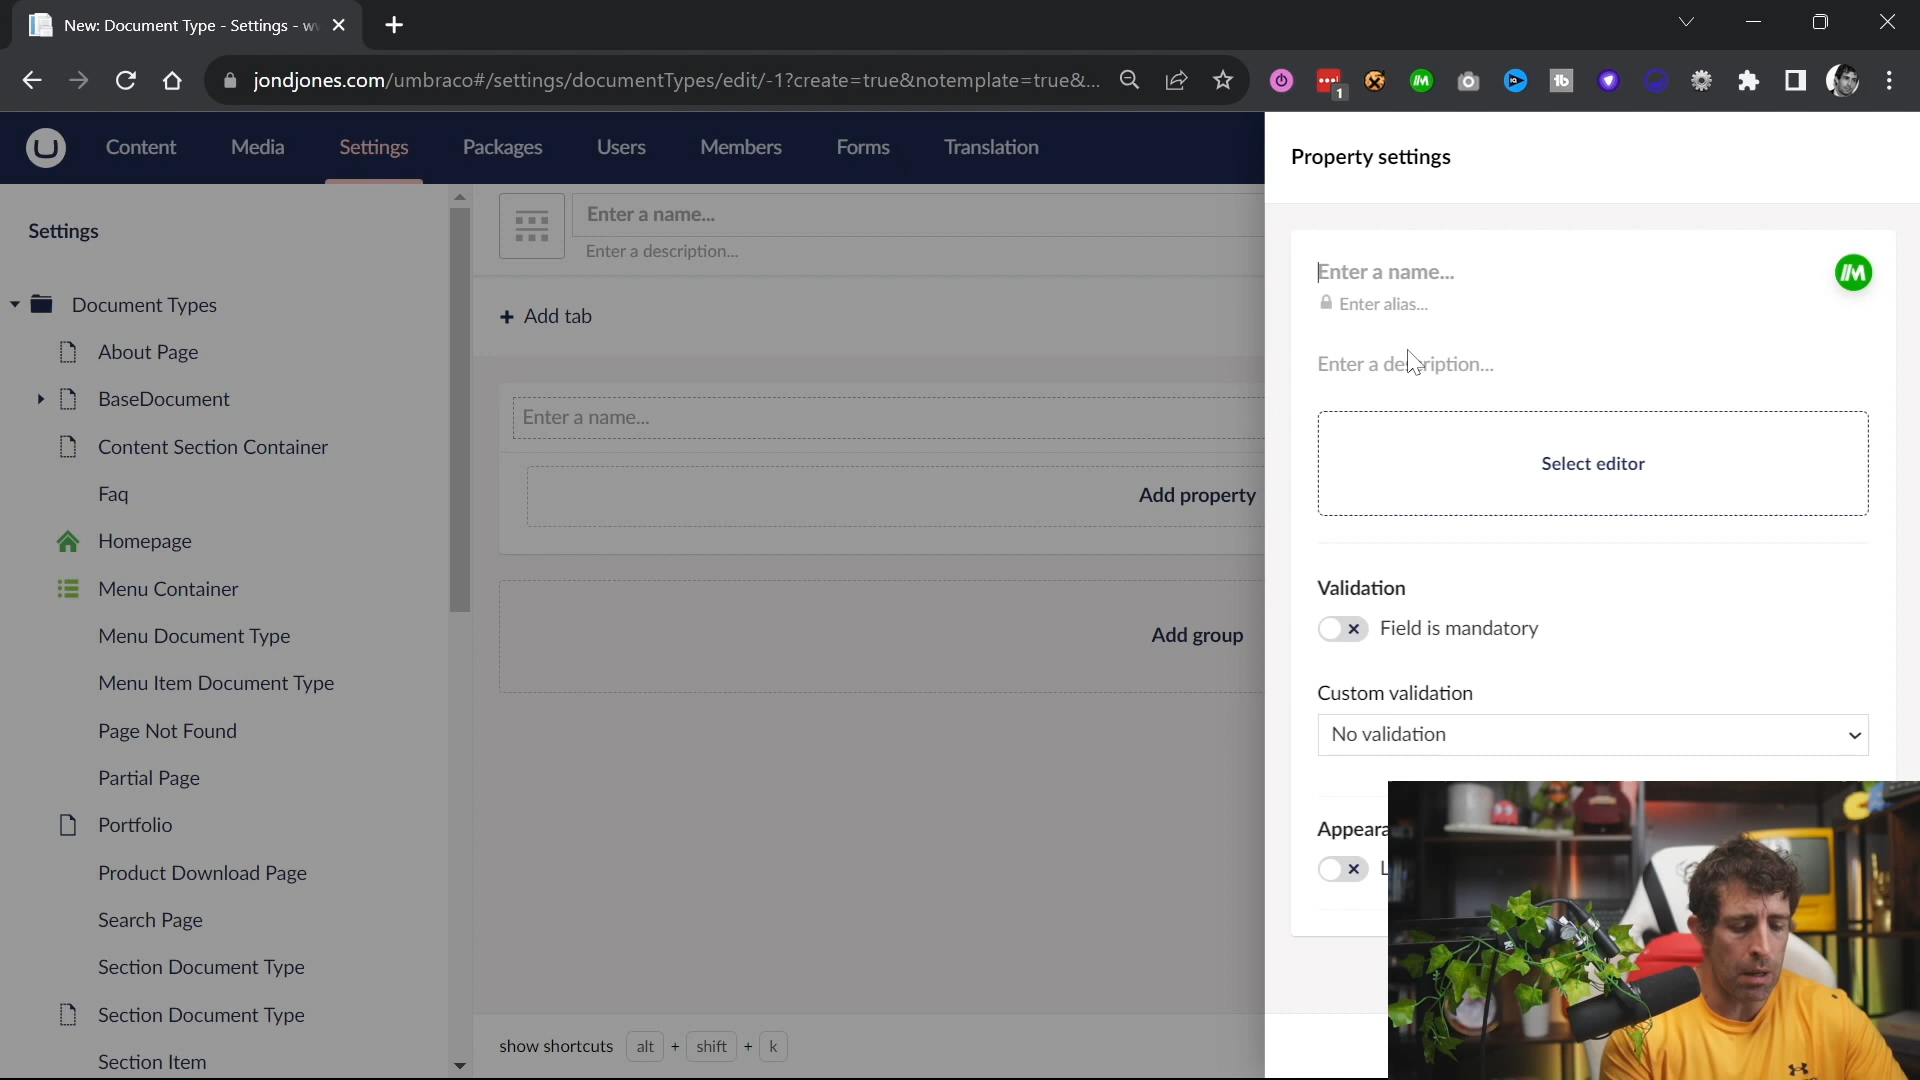 New: Document Type - Settings - w
jondjones.com/umbraco#/settings/documentTypes/edit/-1?create=true&notemplate=true&...
1
Content
Media
Settings
Packages
Users
Members
Forms
Translation
Property settings
Settings
Document Types
About Page
BaseDocument
Content Section Container
Faq
Homepage
Menu Container
Menu Document Type
Menu Item Document Type
Page Not Found
Partial Page
Portfolio
Product Download Page
Search Page
Section Document Type
Section Document Type
Section Item
Enter a name...
Enter a description...
+ Add tab
Enter a name...
Add property
Add group
show shortcuts alt + shift + k
Enter a name...
Enter alias...
Enter a description...
Select editor
Validation
Field is mandatory
Custom validation
No validation
Appeara
L